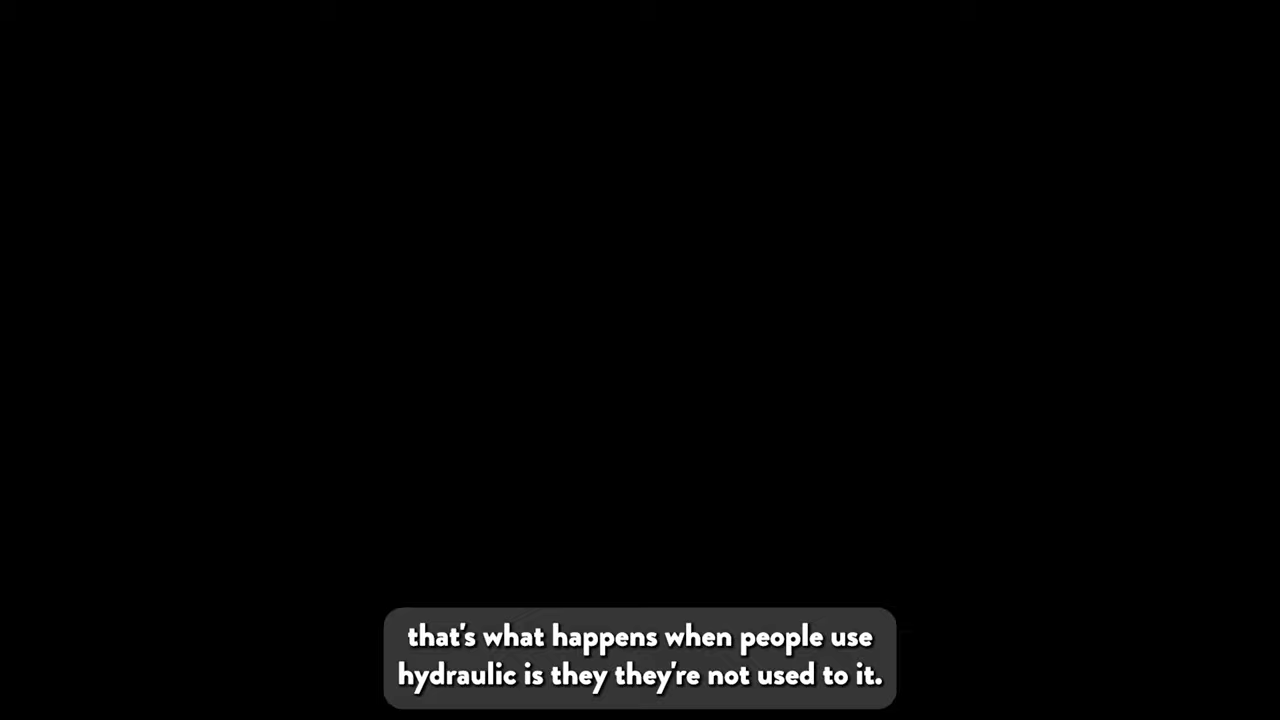 that's what happens when people use
hydraulic is they they're not used to it.